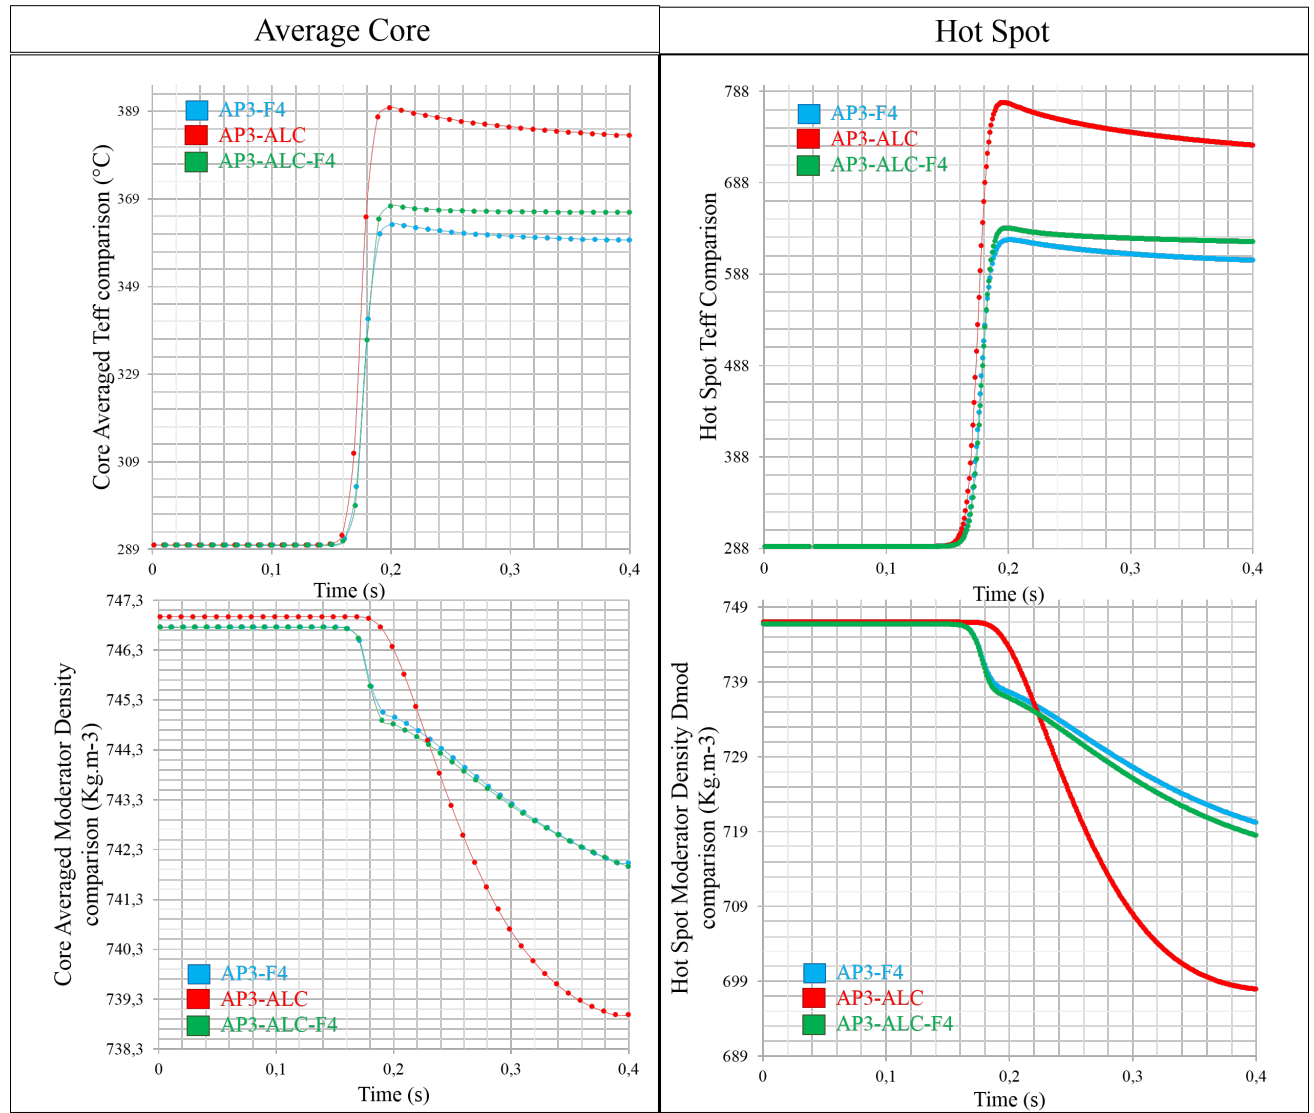 Average Core
Hot Spot
Core Averaged Teff comparison (°C)
389
369
349
329
309
289
AP3-F4
AP3-ALC
AP3-ALC-F4
0
0,1
0,2
0,3
0,4
Time (s)
Hot Spot Teff Comparison
788
688
588
488
388
288
AP3-F4
AP3-ALC
AP3-ALC-F4
0
0,1
0,2
0,3
0,4
Time (s)
Core Averaged Moderator Density
comparison (Kg.m-3)
747,3
746,3
745,3
744,3
743,3
742,3
741,3
740,3
739,3
738,3
AP3-F4
AP3-ALC
AP3-ALC-F4
0
0,1
0,2
0,3
0,4
Time (s)
Hot Spot Moderator Density Dmod
comparison (Kg.m-3)
749
739
729
719
709
699
689
AP3-F4
AP3-ALC
AP3-ALC-F4
0
0,1
0,2
0,3
0,4
Time (s)